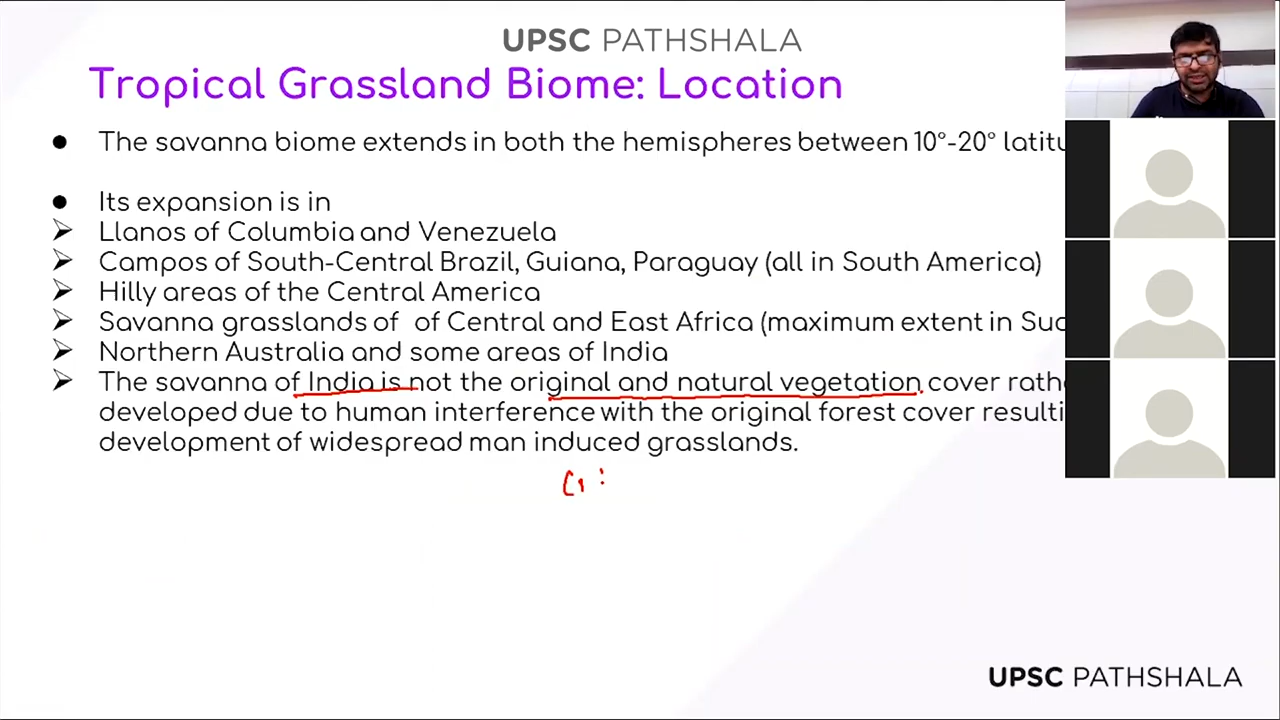 UPSC PATHSHALA
Tropical Grassland Biome: Location
● The savanna biome extends in both the hemispheres between 10°-20° latitu
● Its expansion is in
➢ Llanos of Columbia and Venezuela
➢ Campos of South-Central Brazil, Guiana, Paraguay (all in South America)
➢ Hilly areas of the Central America
➢ Savanna grasslands of of Central and East Africa (maximum extent in Sud
➢ Northern Australia and some areas of India
➢ The savanna of India is not the original and natural vegetation cover rathe
developed due to human interference with the original forest cover resulti
development of widespread man induced grasslands.
UPSC PATHSHALA